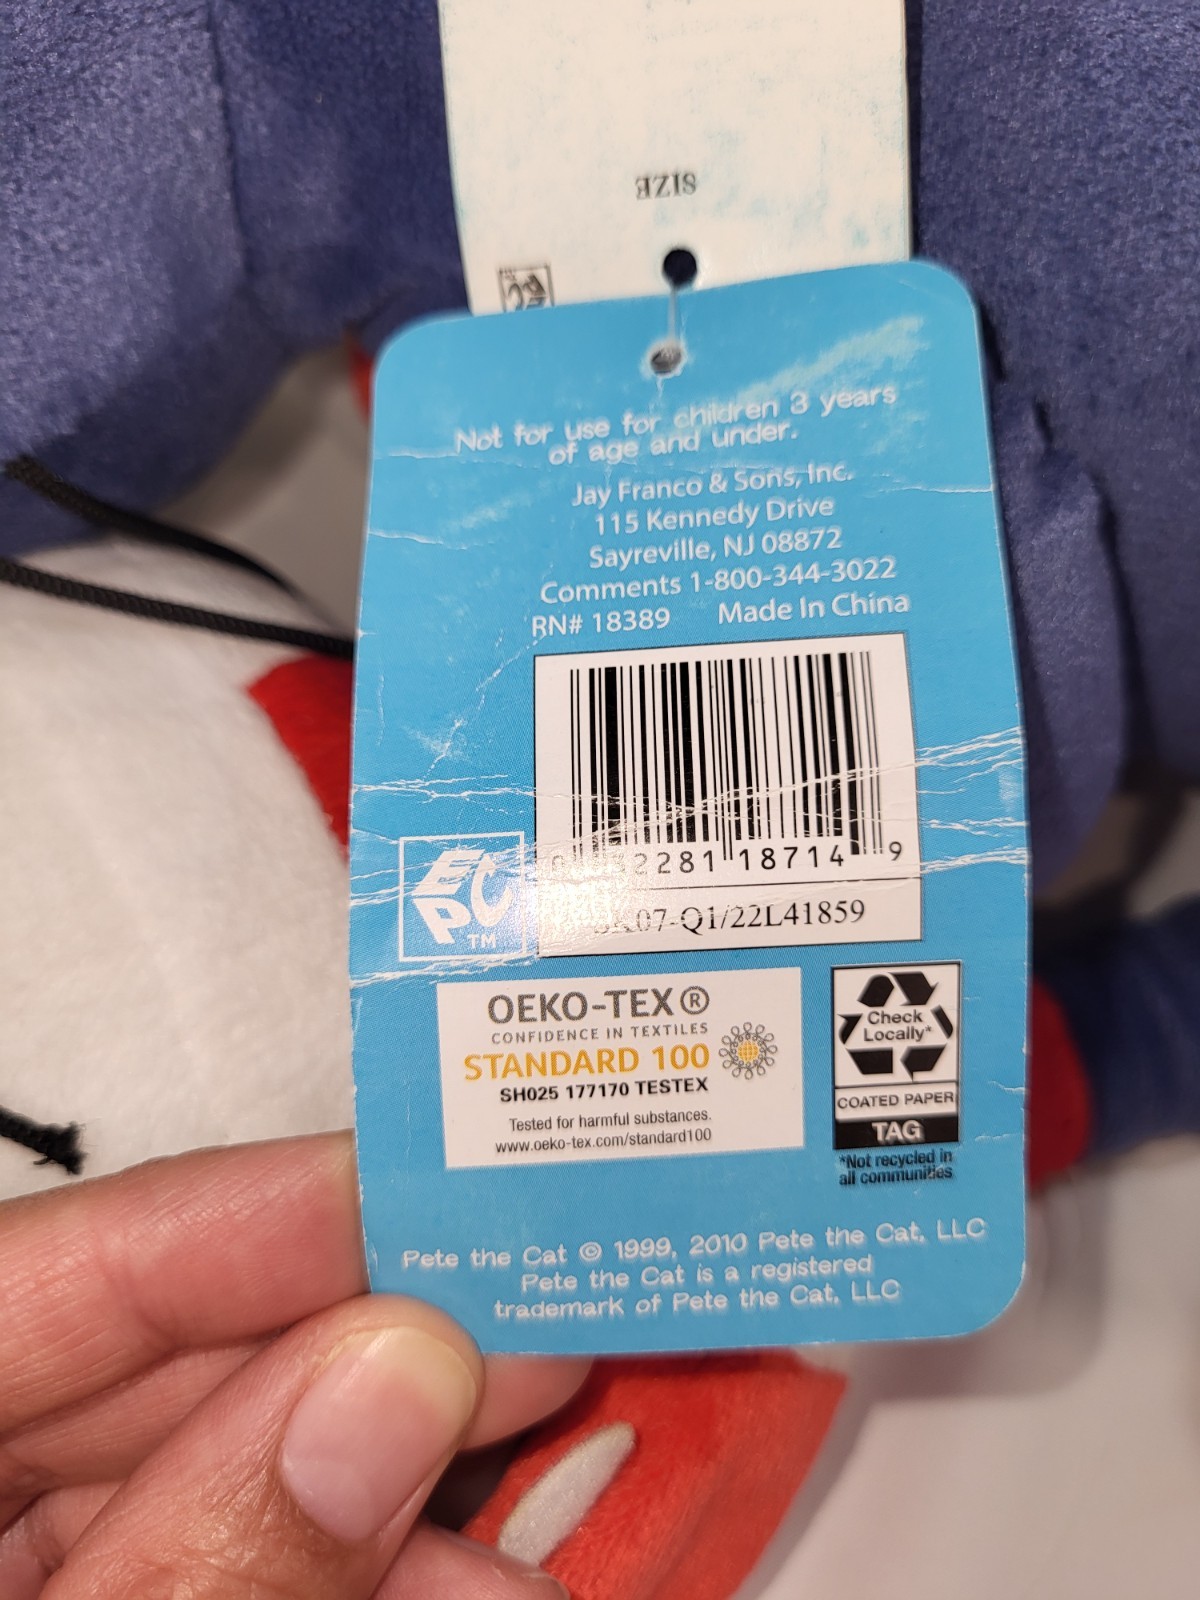 SIZE
Not for use for children 3 years
of age and under.
Jay Franco & Sons, Inc.
115 Kennedy Drive
Sayreville, NJ 08872
Comments 1-800-344-3022
RN# 18389 Made In China
18714 9
EPC
TM
OEKO-TEX®
CONFIDENCE IN TEXTILES
STANDARD 100
SH025 177170 TESTEX
Tested for harmful substances.
www.oeko-tex.com/standard100
Check
Locally*
COATED PAPER
TAG
*Not recycled in
all communities
Pete the Cat © 1999, 2010 Pete the Cat, LLC
Pete the Cat is a registered
trademark of Pete the Cat, LLC